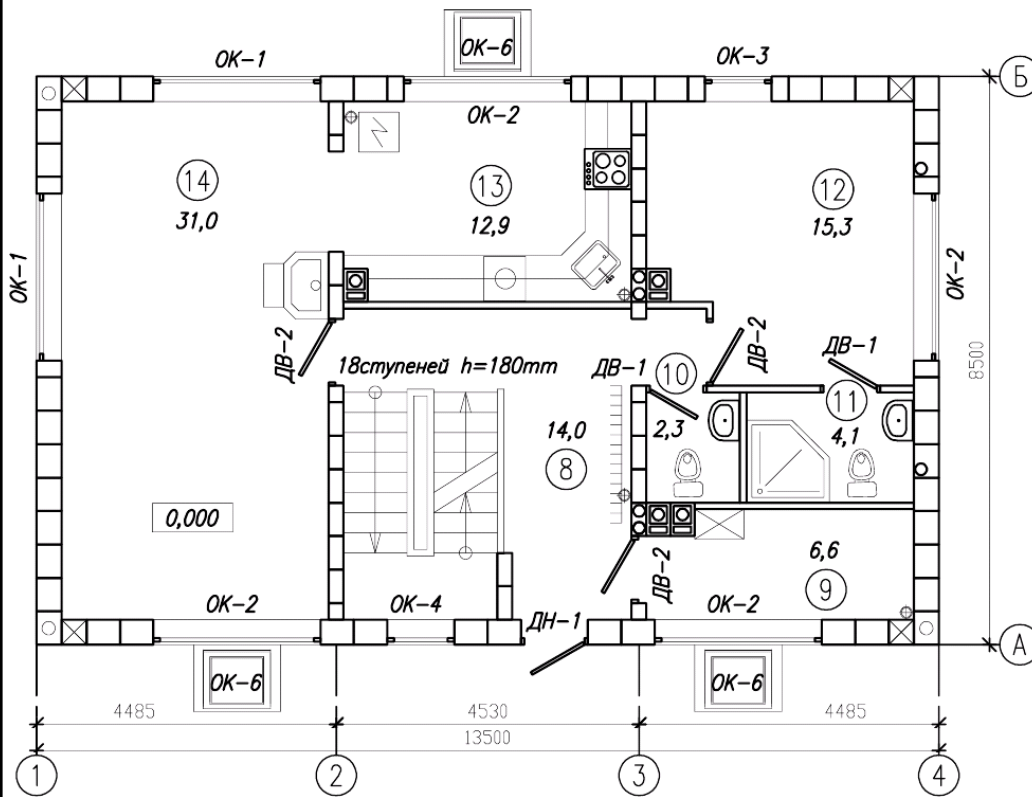 ОК-6
ОК-1
ОК-3
Б
ОК-2
14
31,0
13
12,9
12
15,3
ОК-1
ОК-2
ДВ-2
18ступеней h=180mm
ДВ-1
10
ДВ-2
ДВ-1
11
8500
2,3
4,1
14,0
8
0,000
6,6
9
ДВ-2
ОК-2
ОК-4
ДН-1
ОК-2
А
ОК-6
ОК-6
4485
4530
4485
13500
1
2
3
4